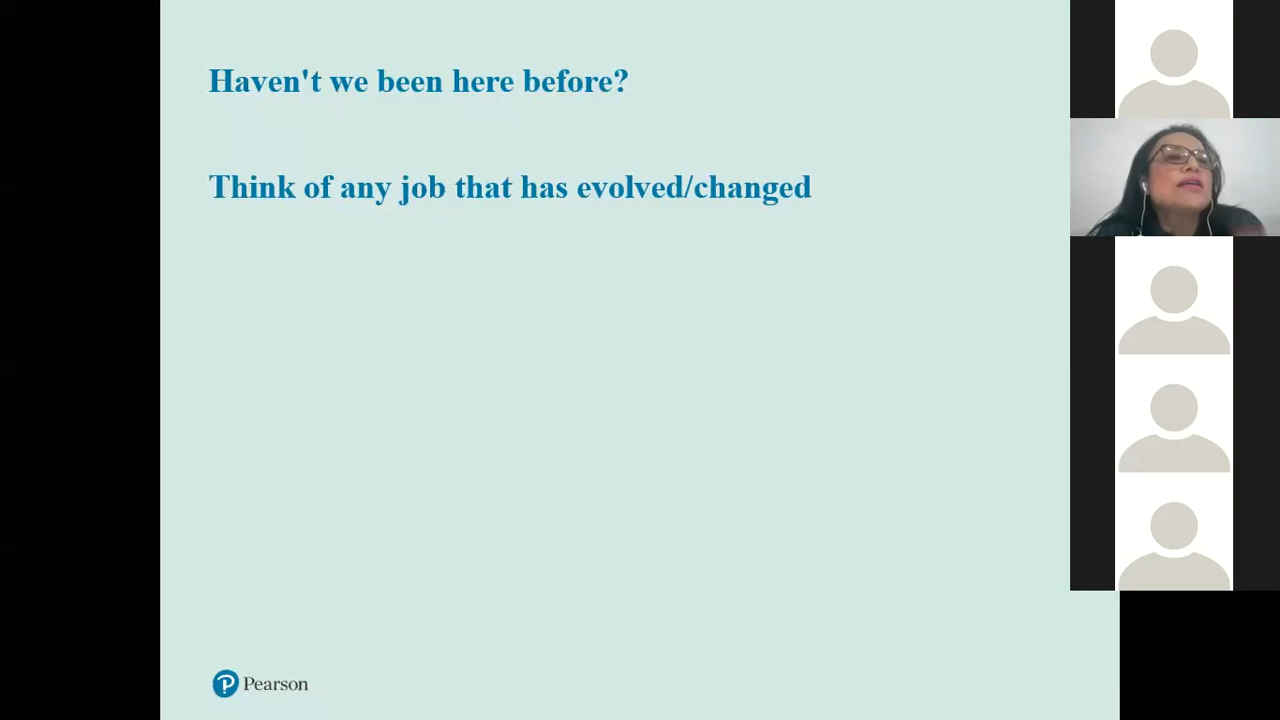 Haven't we been here before?
Think of any job that has evolved/changed
Pearson